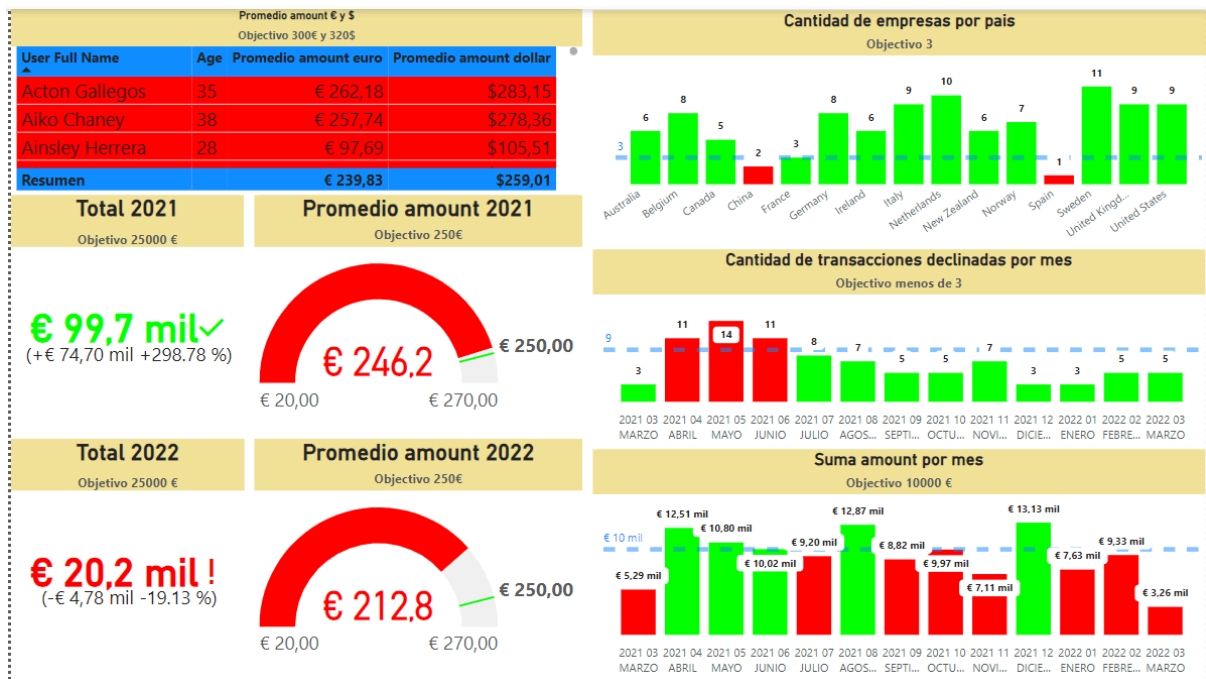 Promedio amount € y $
Objectivo 300€ y 320$
User Full Name Age Promedio amount euro Promedio amount dollar
Acton Gallegos 35 € 262,18 $283,15
Aiko Chaney 38 € 257,74 $278,36
Ainsley Herrera 28 € 97,69 $105,51
Resumen € 239,83 $259,01
Total 2021
Objetivo 25000 €
€ 99,7 mil
(+€ 74,70 mil +298.78 %)
Promedio amount 2021
Objectivo 250€
€ 246,2
€ 250,00
€ 20,00 € 270,00
Total 2022
Objetivo 25000 €
€ 20,2 mil !
(-€ 4,78 mil -19.13 %)
Promedio amount 2022
Objectivo 250€
€ 212,8
€ 250,00
€ 20,00 € 270,00
Cantidad de empresas por pais
Objectivo 3
3
6 8 5 2 3 8 6 9 10 6 7 1 11 9 9
Australia Belgium Canada China France Germany Ireland Italy Netherlands New Zealand Norway Spain Sweden United Kingd... United States
Cantidad de transacciones declinadas por mes
Objectivo menos de 3
9
3 11 14 11 8 7 5 5 7 3 3 5 5
2021 03 2021 04 2021 05 2021 06 2021 07 2021 08 2021 09 2021 10 2021 11 2021 12 2022 01 2022 02 2022 03
MARZO ABRIL MAYO JUNIO JULIO AGOS... SEPTI... OCTU... NOVI... DICIE... ENERO FEBRE... MARZO
Suma amount por mes
Objectivo 10000 €
€ 10 mil
€ 5,29 mil € 12,51 mil € 10,80 mil € 10,02 mil € 9,20 mil € 12,87 mil € 8,82 mil € 9,97 mil € 7,11 mil € 13,13 mil € 7,63 mil € 9,33 mil € 3,26 mil
2021 03 2021 04 2021 05 2021 06 2021 07 2021 08 2021 09 2021 10 2021 11 2021 12 2022 01 2022 02 2022 03
MARZO ABRIL MAYO JUNIO JULIO AGOS... SEPTI... OCTU... NOVI... DICIE... ENERO FEBRE... MARZO